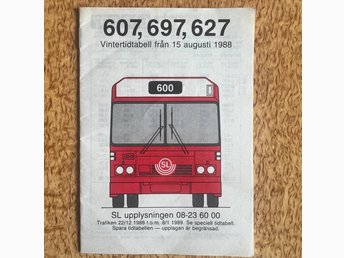 607, 697, 627
Vintertidtabell från 15 augusti 1988
600
SL
SL upplysningen 08-23 60 00
Trafiken 22/12 1988 t.o.m. 8/1 1989. Se speciell tidtabell.
Spara tidtabellen — upplagan är begränsad.